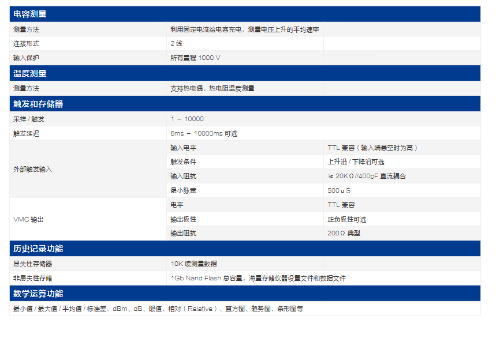 电容测量
测量方法 利用固定电流给电容充电，测量电压上升的平均速率
连接形式 2 线
输入保护 所有量程 1000 V
温度测量
测量方法 支持热电偶、热电阻温度测量
触发和存储器
采样 / 触发 1 ~ 10000
触发延迟 6ms ~ 10000ms 可选
外部触发输入 输入电平 TTL 兼容（输入端悬空时为高）
触发条件 上升沿 / 下降沿可选
输入阻抗 ≥ 20KΩ//400pF 直流耦合
最小脉宽 500uS
VMC 输出 电平 TTL 兼容
输出极性 正负极性可选
输出阻抗 200Ω 典型
历史记录功能
易失性存储器 10K 读测量数据
非易失性存储 1Gb Nand Flash 总容量，海量存储仪器设置文件和数据文件
数学运算功能
最小值 / 最大值 / 平均值 / 标准差、dBm、dB、限值、相对（Relative）、直方图、趋势图、条形图等